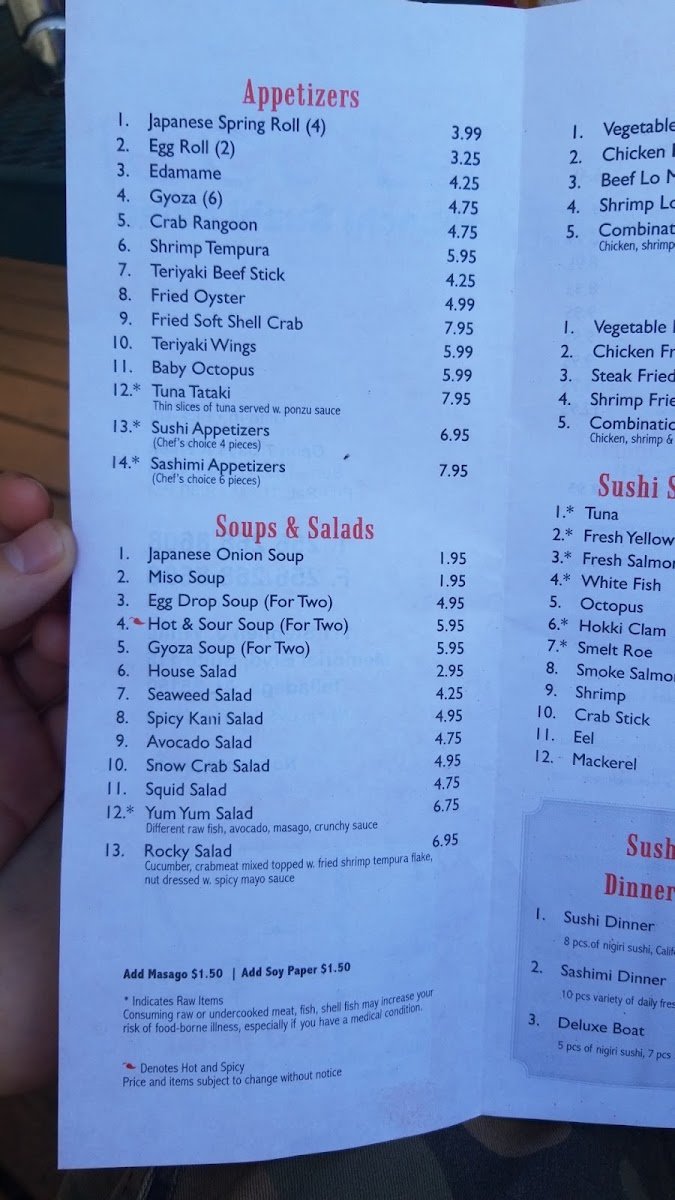 Appetizers
1. Japanese Spring Roll (4) 3.99
2. Egg Roll (2) 3.25
3. Edamame 4.25
4. Gyoza (6) 4.75
5. Crab Rangoon 4.75
6. Shrimp Tempura 5.95
7. Teriyaki Beef Stick 4.25
8. Fried Oyster 4.99
9. Fried Soft Shell Crab 7.95
10. Teriyaki Wings 5.99
11. Baby Octopus 5.99
12.* Tuna Tataki 7.95
Thin slices of tuna served w. ponzu sauce
13.* Sushi Appetizers 6.95
(Chef's choice 4 pieces)
14.* Sashimi Appetizers 7.95
(Chef's choice 6 pieces)
Soups & Salads
1. Japanese Onion Soup 1.95
2. Miso Soup 1.95
3. Egg Drop Soup (For Two) 4.95
4. Hot & Sour Soup (For Two) 5.95
5. Gyoza Soup (For Two) 5.95
6. House Salad 2.95
7. Seaweed Salad 4.25
8. Spicy Kani Salad 4.95
9. Avocado Salad 4.75
10. Snow Crab Salad 4.95
11. Squid Salad 4.75
12.* Yum Yum Salad 6.75
Different raw fish, avocado, masago, crunchy sauce
13. Rocky Salad 6.95
Cucumber, crabmeat mixed topped w. fried shrimp tempura flake,
nut dressed w. spicy mayo sauce
Add Masago $1.50 | Add Soy Paper $1.50
* Indicates Raw Items
Consuming raw or undercooked meat, fish, shell fish may increase your
risk of food-borne illness, especially if you have a medical condition.
Denotes Hot and Spicy
Price and items subject to change without notice
1. Vegetable
2. Chicken
3. Beef Lo
4. Shrimp
5.
Chicken, shrimp
1. Vegetable
2. Chicken
3. Steak Fried
4. Shrimp
5.
Chicken, shrimp &
Sushi
1.* Tuna
2.* Fresh
3.* Fresh
4.* White Fish
5. Octopus
6.* Hokki Clam
7.* Smelt Roe
8. Smoke
9. Shrimp
10. Crab Stick
11. Eel
12. Mackerel
Dinner
1. Sushi Dinner
8 pcs.of nigiri sushi,
2. Sashimi Dinner
10 pcs variety of daily
3. Deluxe Boat
5 pcs of nigiri sushi, 7 pcs